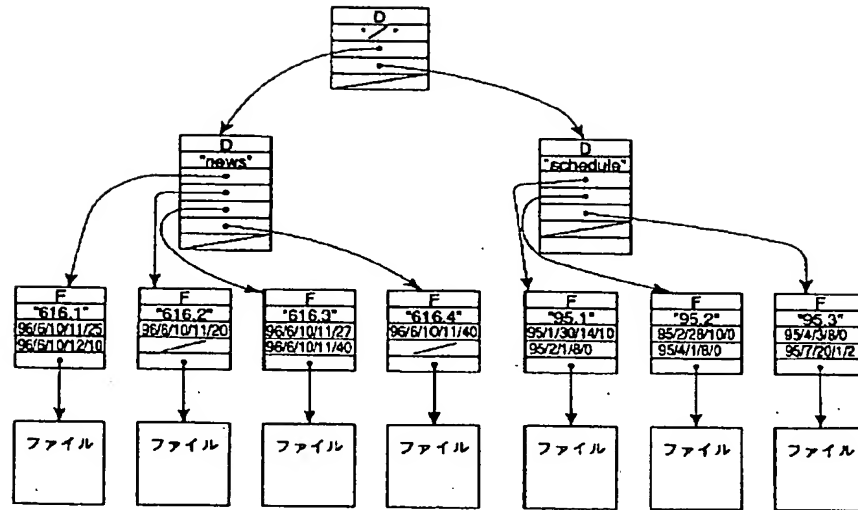 D
"/"
D
"news"
D
"schedule"
F
"616.1"
96/6/10/11/25
96/6/10/12/10
F
"616.2"
96/6/10/11/20
F
"616.3"
96/6/10/11/27
96/6/10/11/40
F
"616.4"
96/6/10/11/40
F
"95.1"
95/1/30/14/10
95/2/1/8/0
F
"95.2"
95/2/28/10/0
95/4/1/8/0
F
"95.3"
95/4/3/8/0
95/7/20/1/2
ファイル
ファイル
ファイル
ファイル
ファイル
ファイル
ファイル